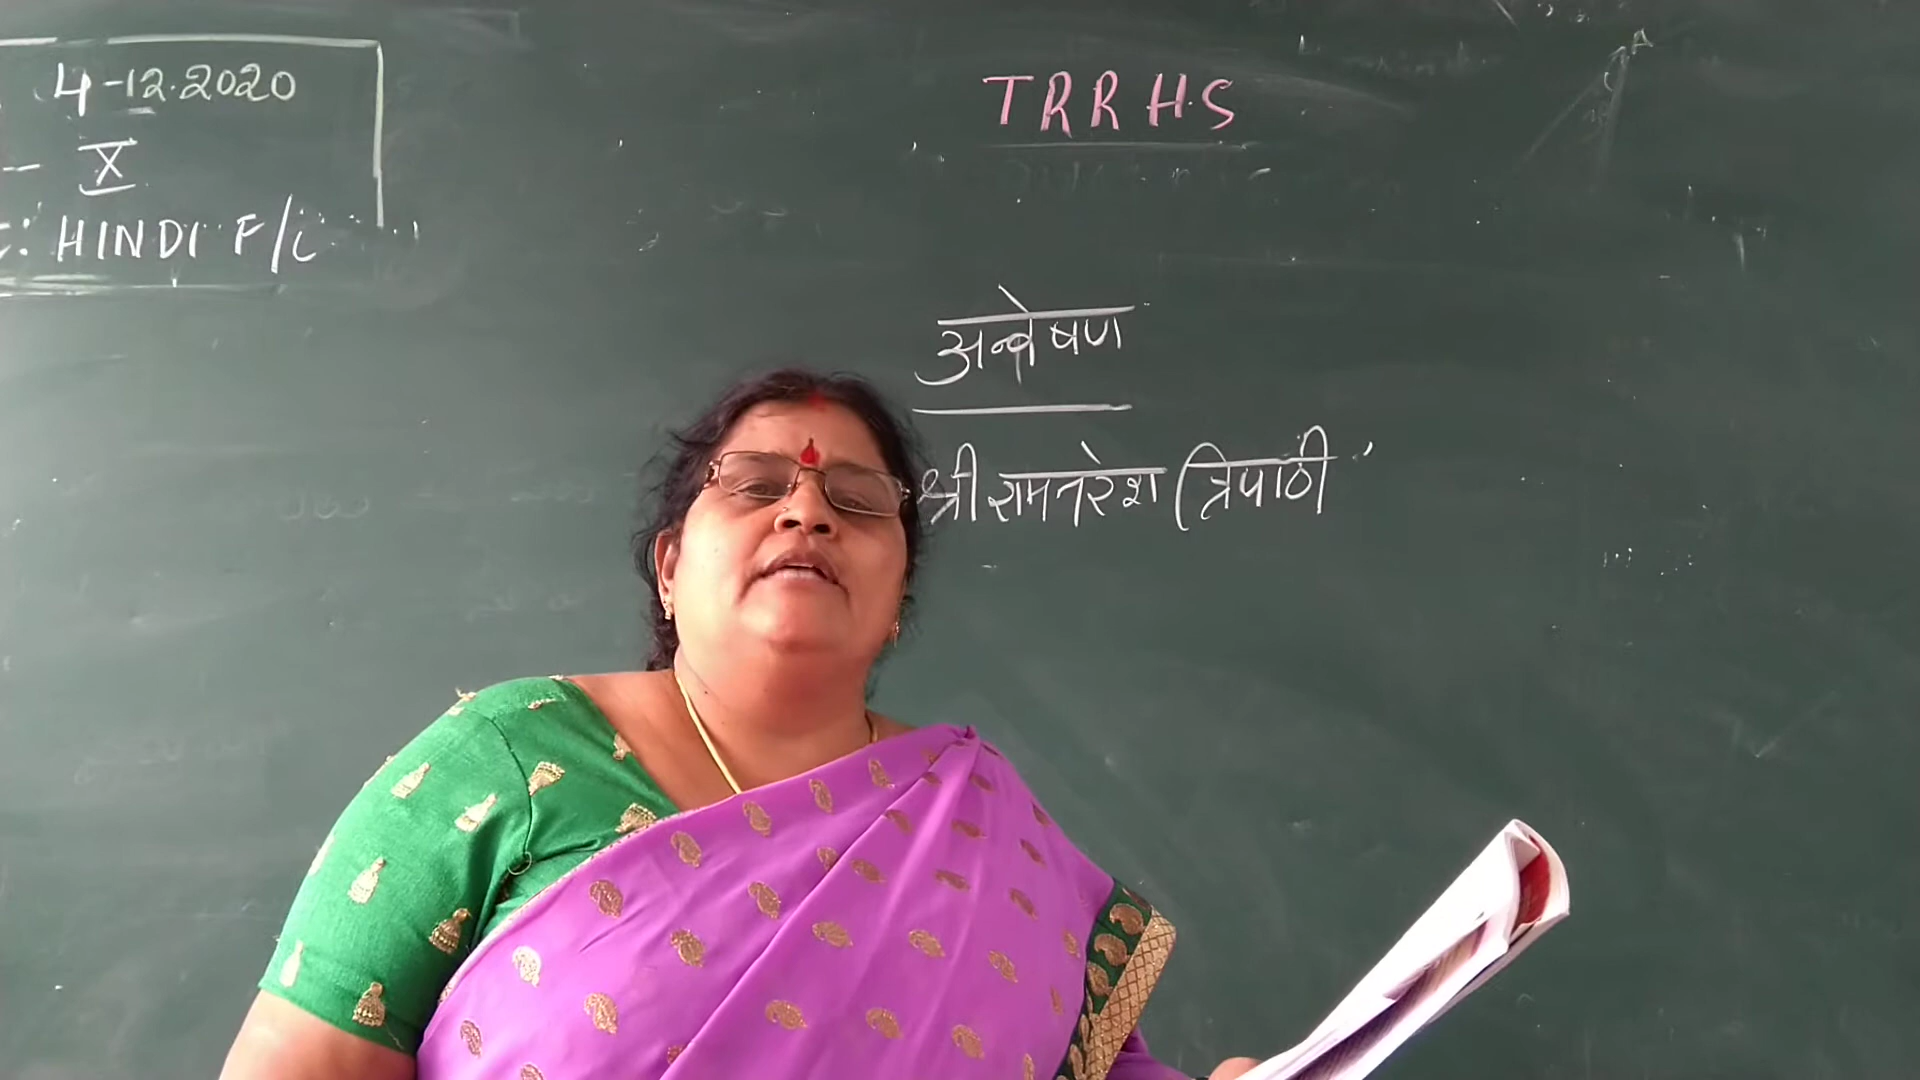 4-12.2020
- X
: HINDI F/L
TRRHS
अन्वेषण
श्री रामनरेश त्रिपाठी